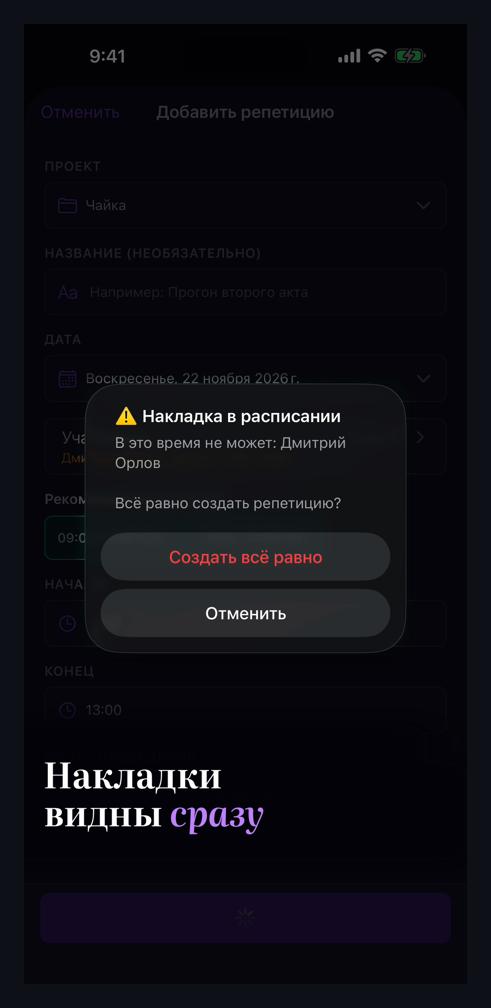 9:41
Отменить Добавить репетицию
ПРОЕКТ
Чайка
НАЗВАНИЕ (НЕОБЯЗАТЕЛЬНО)
Aa Например: Прогон второго акта
ДАТА
Воскресенье, 22 ноября 2026 г.
⚠️ Накладка в расписании
В это время не может: Дмитрий
Орлов
Всё равно создать репетицию?
Создать всё равно
Отменить
КОНЕЦ
13:00
Накладки
видны сразу